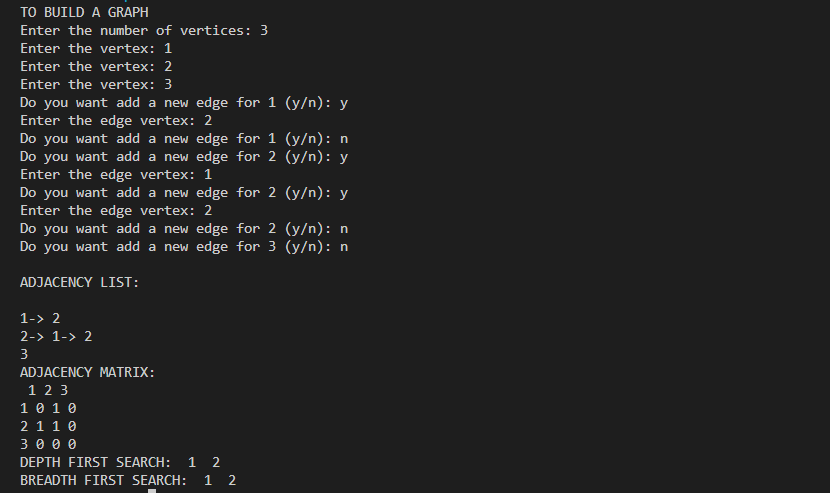 TO BUILD A GRAPH
Enter the number of vertices: 3
Enter the vertex: 1
Enter the vertex: 2
Enter the vertex: 3
Do you want add a new edge for 1 (y/n): y
Enter the edge vertex: 2
Do you want add a new edge for 1 (y/n): n
Do you want add a new edge for 2 (y/n): y
Enter the edge vertex: 1
Do you want add a new edge for 2 (y/n): y
Enter the edge vertex: 2
Do you want add a new edge for 2 (y/n): n
Do you want add a new edge for 3 (y/n): n
ADJACENCY LIST:
1-> 2
2-> 1-> 2
3
ADJACENCY MATRIX:
1 2 3
1 0 1 0
2 1 1 0
3 0 0 0
DEPTH FIRST SEARCH:  1  2
BREADTH FIRST SEARCH:  1  2